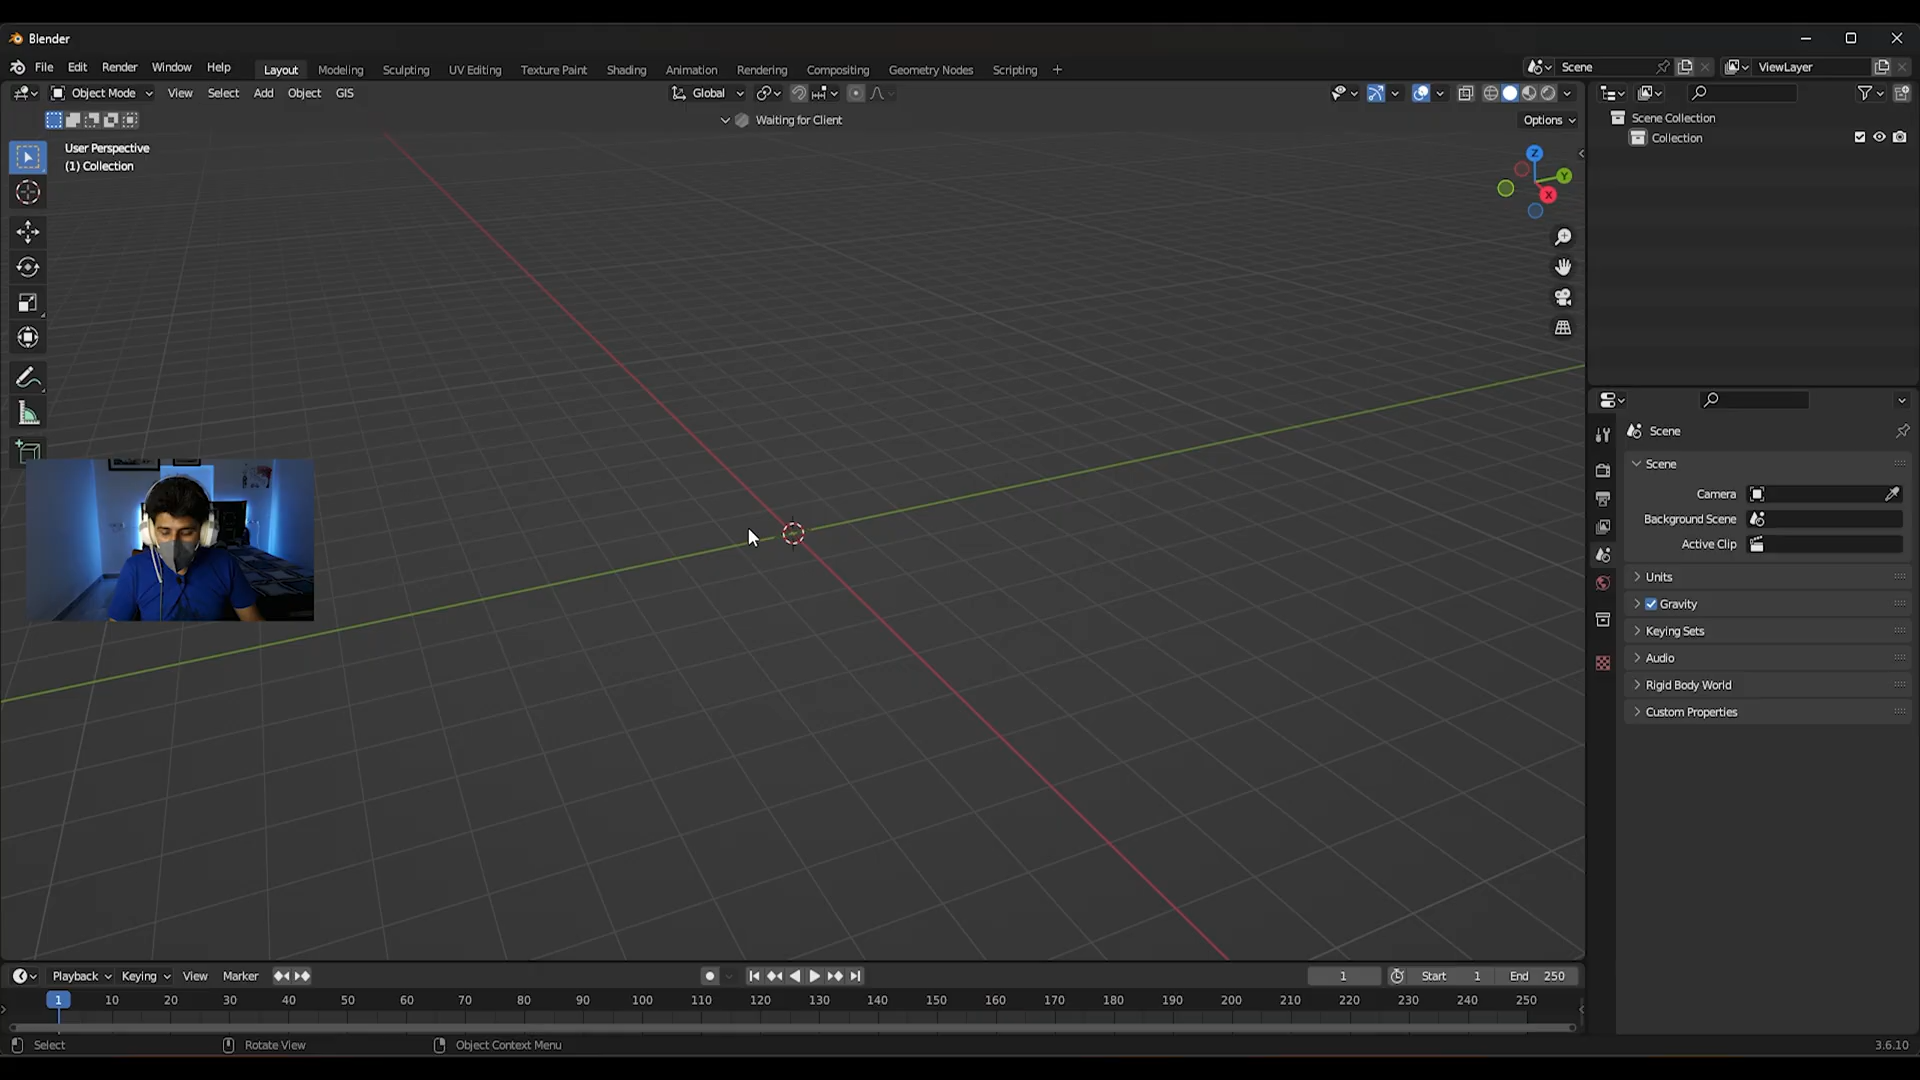 Blender
File Edit Render Window Help Layout Modeling Sculpting UV Editing Texture Paint Shading Animation Rendering Compositing Geometry Nodes Scripting + Scene ViewLayer
Object Mode View Select Add Object GIS Global
Waiting for Client Options
User Perspective
(1) Collection
Z
Y
X
Scene Collection
Collection
Scene
Scene
Camera
Background Scene
Active Clip
Units
Gravity
Keying Sets
Audio
Rigid Body World
Custom Properties
Playback Keying View Marker 1 Start 1 End 250
1 10 20 30 40 50 60 70 80 90 100 110 120 130 140 150 160 170 180 190 200 210 220 230 240 250
Select Rotate View Object Context Menu 3.6.10